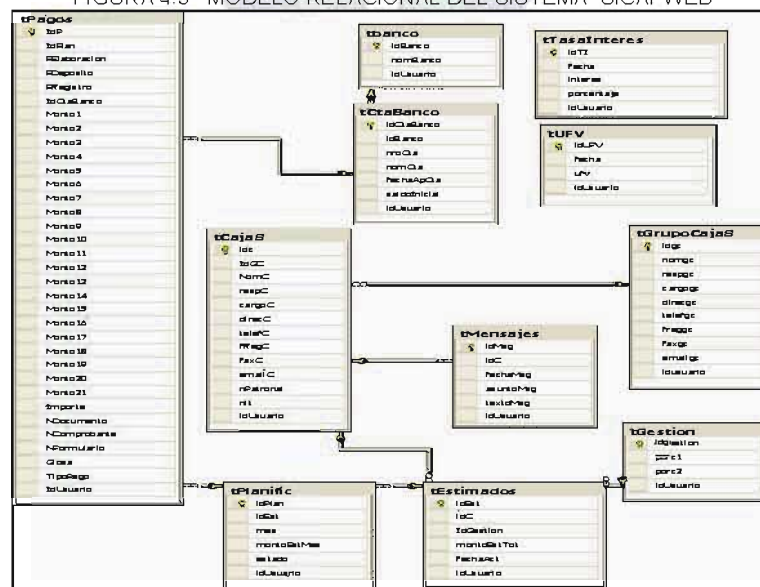 FIGURA 4.3 MODELO RELACIONAL DEL SISTEMA "SICAPWEB"
tPagos
IdP
IdPlan
FElaboracion
FDeposito
FRegistro
IdCtaBanco
Monto1
Monto2
Monto3
Monto4
Monto5
Monto6
Monto7
Monto8
Monto9
Monto10
Monto11
Monto12
Monto13
Monto14
Monto15
Monto16
Monto17
Monto18
Monto19
Monto20
Monto21
Importe
NDocumento
NComprobante
NFormulario
Glosa
TipoPago
IdUsuario
tbanco
idBanco
nomBanco
idUsuario
tCtaBanco
idCtaBanco
idBanco
nroCta
nomCta
FechaApCta
saldoInicial
idUsuario
tTasaInteres
idTI
Fecha
interes
porcentaje
idUsuario
tUFV
idUFV
Fecha
ufv
idUsuario
tCajaS
idc
IdGC
NomC
respC
cargoC
direcC
telefC
FRegC
FaxC
emailC
nPatronal
nit
IdUsuario
tGrupoCajaS
idgc
nomgc
respgc
cargogc
direcgc
telefgc
Freggc
Faxgc
emailgc
idusuario
tMensajes
idMsg
idC
FechaMsg
asuntoMsg
textoMsg
idUsuario
tGestion
idgestion
porc1
porc2
idUsuario
tPlanific
idPlan
idEst
mes
montoEstMes
estado
idUsuario
tEstimados
idEst
idC
IdGestion
montoEstTot
FechaAct
idUsuario